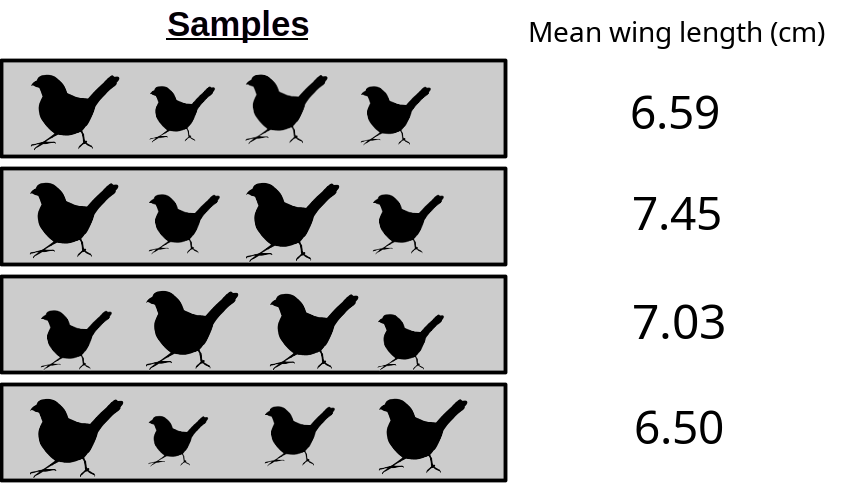 Samples
Mean wing length (cm)
6.59
7.45
7.03
6.50